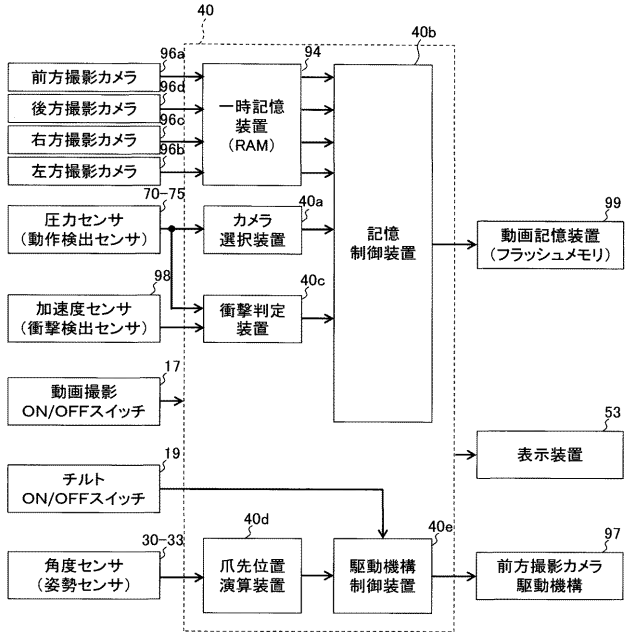 40
40b
96a
94
前方撮影カメラ
96d
後方撮影カメラ
96c
右方撮影カメラ
96b
左方撮影カメラ
一時記憶
装置
(RAM)
70-75
圧力センサ
(動作検出センサ)
40a
カメラ
選択装置
記憶
制御装置
99
動画記憶装置
(フラッシュメモリ)
98
加速度センサ
(衝撃検出センサ)
40c
衝撃判定
装置
17
動画撮影
ON/OFFスイッチ
53
表示装置
19
チルト
ON/OFFスイッチ
30-33
角度センサ
(姿勢センサ)
40d
爪先位置
演算装置
40e
駆動機構
制御装置
97
前方撮影カメラ
駆動機構